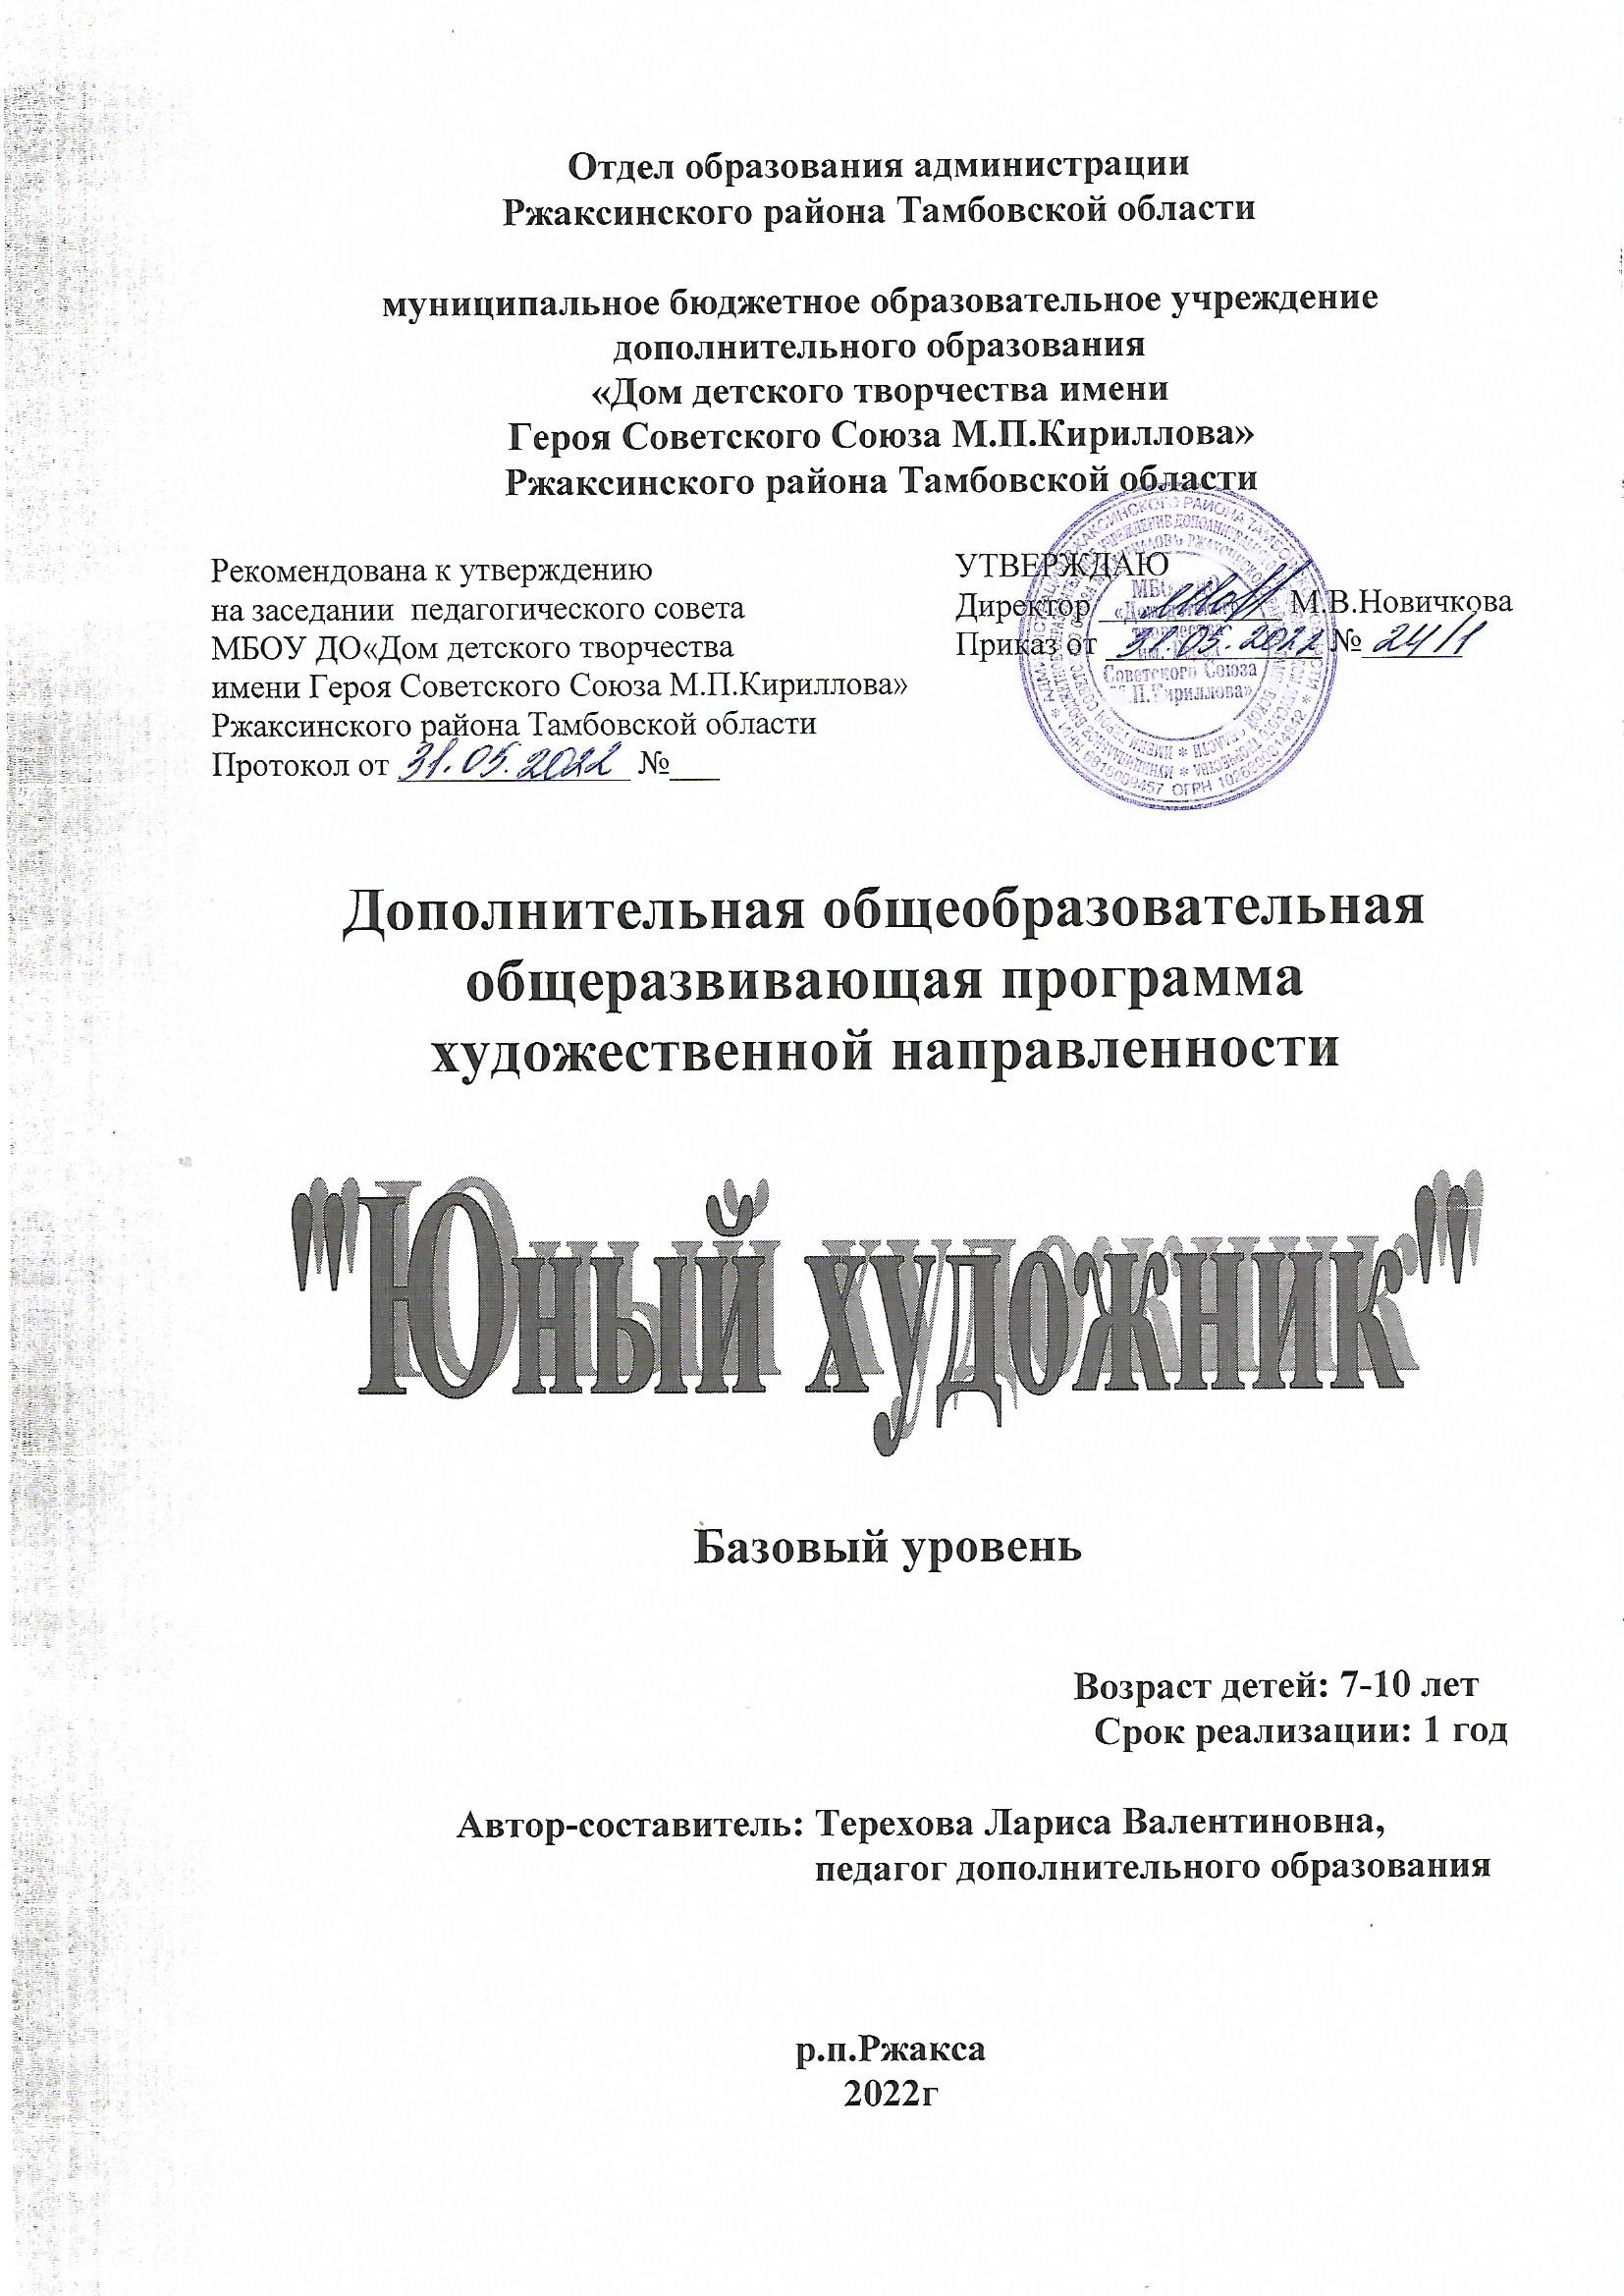 Отдел образования администрации
Ржаксинского района Тамбовской области
муниципальное бюджетное образовательное учреждение
дополнительного образования
«Дом детского творчества имени
Героя Советского Союза М.П.Кириллова»
Ржаксинского района Тамбовской области
Рекомендована к утверждению
на заседании педагогического совета
МБОУ ДО«Дом детского творчества
имени Героя Советского Союза М.П.Кириллова»
Ржаксинского района Тамбовской области
Протокол от 31.05.2022 №___
УТВЕРЖДАЮ
Директор М.В.Новичкова
Приказ от 31.05.2022 № 24/1
Советского Союза
М.П.Кириллова»
Дополнительная общеобразовательная
общеразвивающая программа
художественной направленности
"Юный художник"
Базовый уровень
Возраст детей: 7-10 лет
Срок реализации: 1 год
Автор-составитель: Терехова Лариса Валентиновна,
педагог дополнительного образования
р.п.Ржакса
2022г